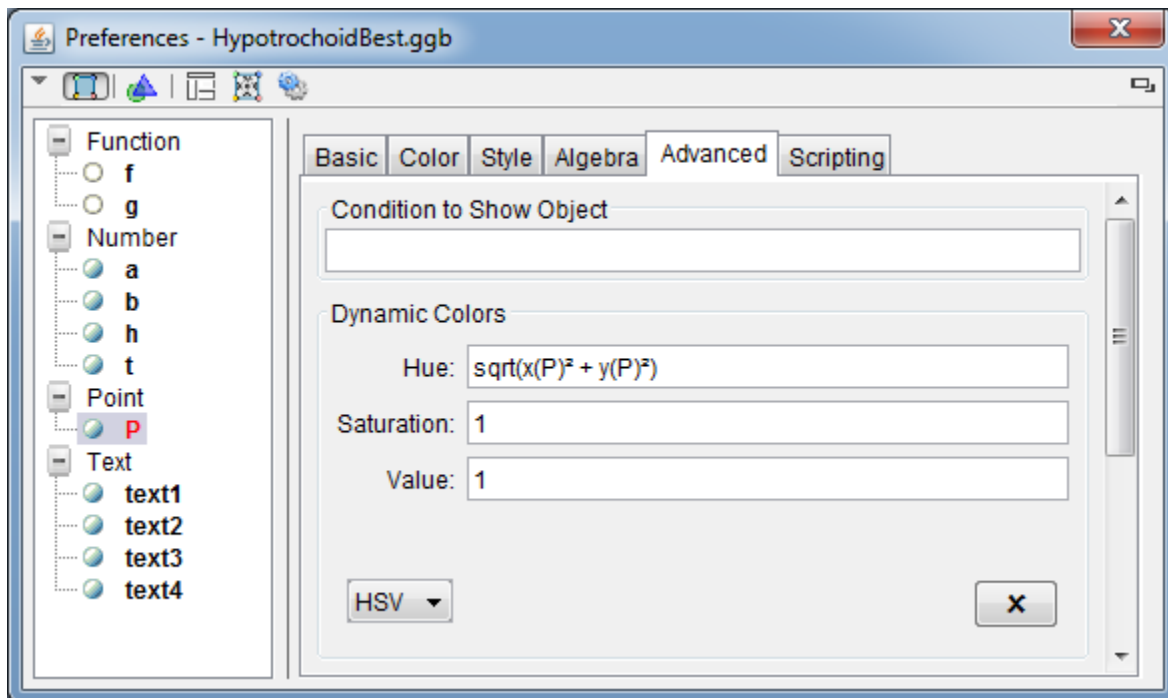 Preferences - HypotrochoidBest.ggb
Function
f
g
Number
a
b
h
t
Point
P
Text
text1
text2
text3
text4
Basic Color Style Algebra Advanced Scripting
Condition to Show Object
Dynamic Colors
Hue: sqrt(x(P)² + y(P)²)
Saturation: 1
Value: 1
HSV